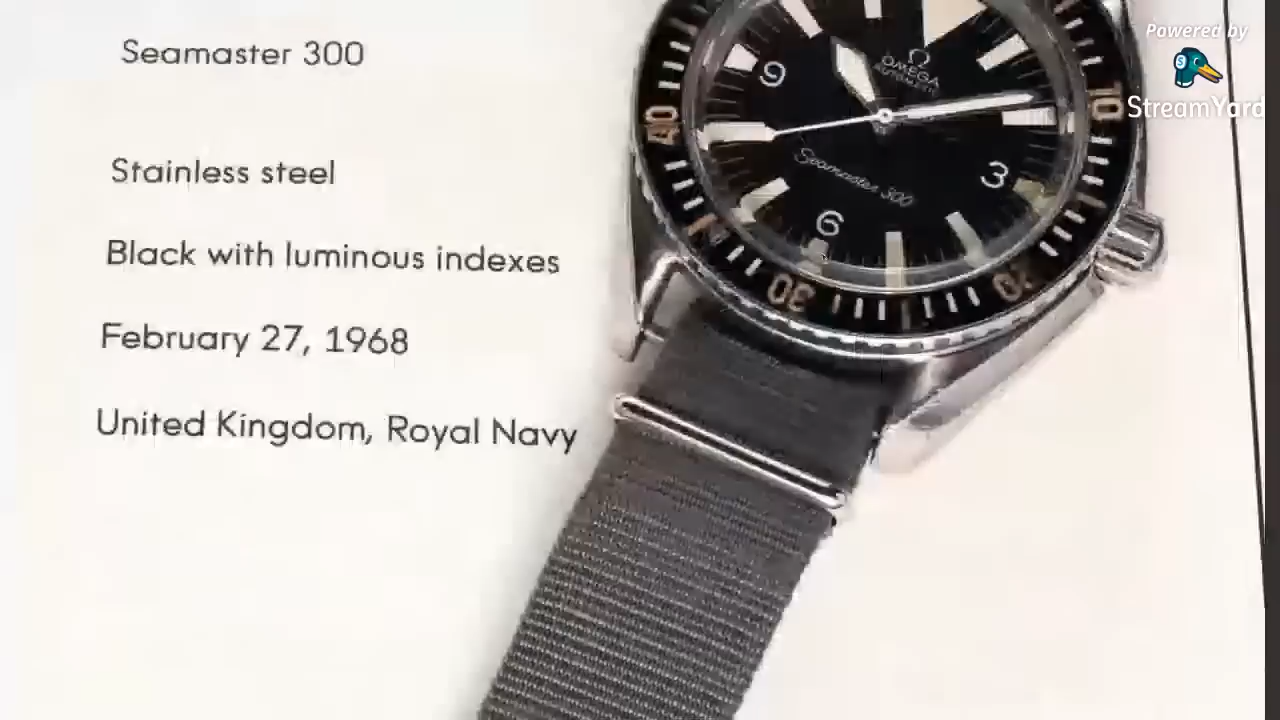 Seamaster 300
Stainless steel
Black with luminous indexes
February 27, 1968
United Kingdom, Royal Navy
Ω
OMEGA
AUTOMATIC
Seamaster 300
9
3
6
10
20
30
40
Powered by
StreamYard